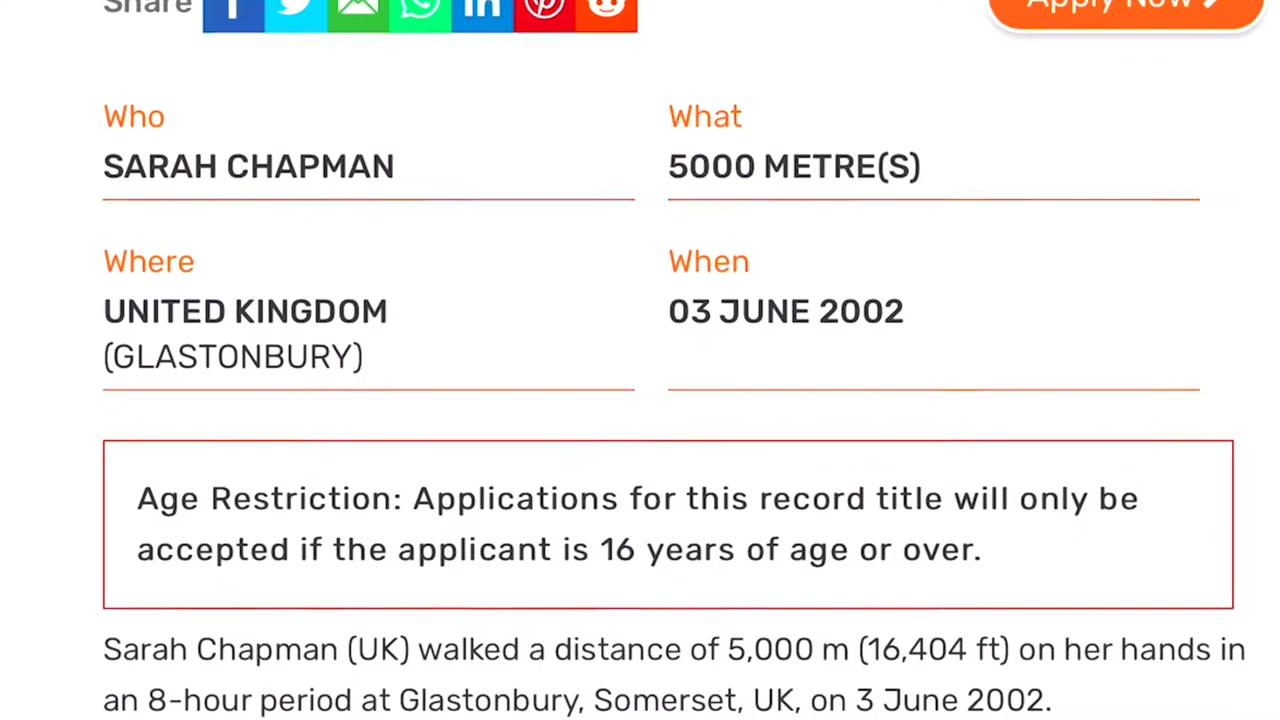 Share
Apply Now
Who
SARAH CHAPMAN
What
5000 METRE(S)
Where
UNITED KINGDOM
(GLASTONBURY)
When
03 JUNE 2002
Age Restriction: Applications for this record title will only be
accepted if the applicant is 16 years of age or over.
Sarah Chapman (UK) walked a distance of 5,000 m (16,404 ft) on her hands in
an 8-hour period at Glastonbury, Somerset, UK, on 3 June 2002.